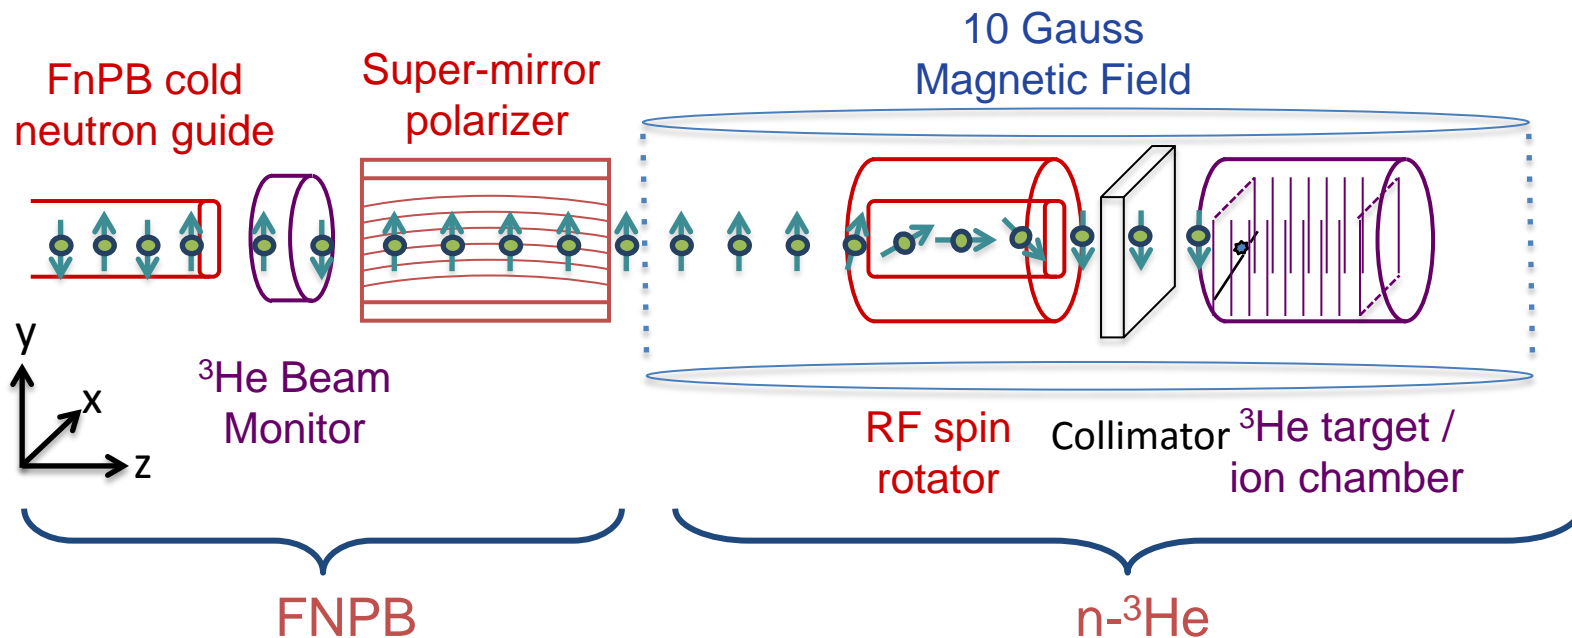 10 Gauss
Magnetic Field
FnPB cold
neutron guide
Super-mirror
polarizer
y
x
z
³He Beam
Monitor
RF spin
rotator
Collimator
³He target /
ion chamber
FNPB
n-³He